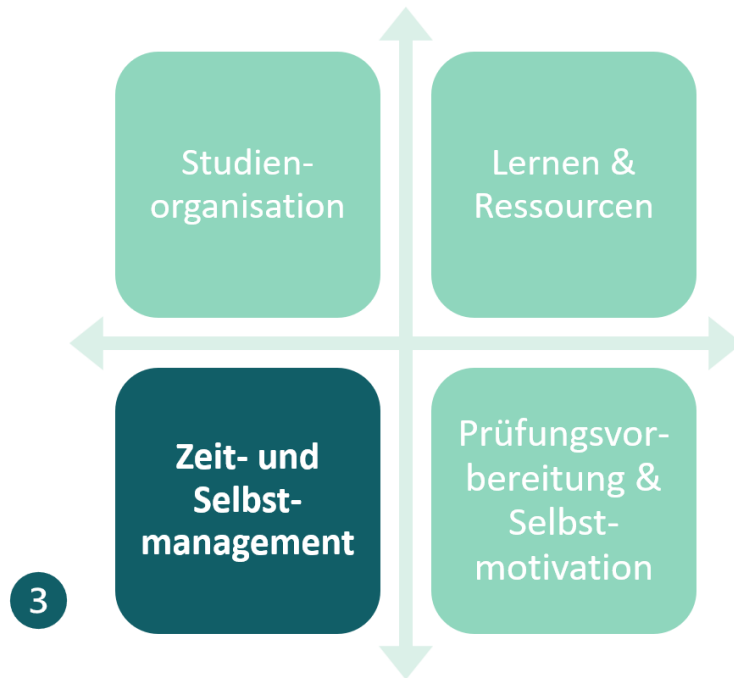 Studien-
organisation
Lernen &
Ressourcen
Zeit- und
Selbst-
management
Prüfungsvor-
bereitung &
Selbst-
motivation
3